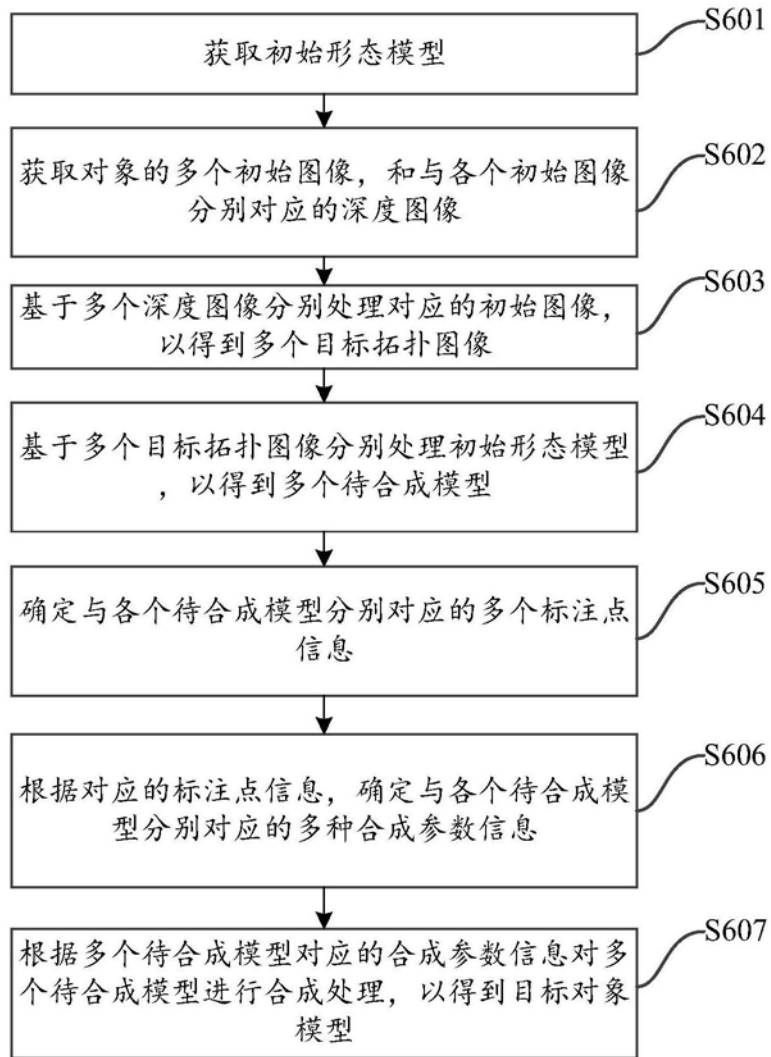 S601
获取初始形态模型
S602
获取对象的多个初始图像，和与各个初始图像
分别对应的深度图像
S603
基于多个深度图像分别处理对应的初始图像，
以得到多个目标拓扑图像
S604
基于多个目标拓扑图像分别处理初始形态模型
，以得到多个待合成模型
S605
确定与各个待合成模型分别对应的多个标注点
信息
S606
根据对应的标注点信息，确定与各个待合成模
型分别对应的多种合成参数信息
S607
根据多个待合成模型对应的合成参数信息对多
个待合成模型进行合成处理，以得到目标对象
模型